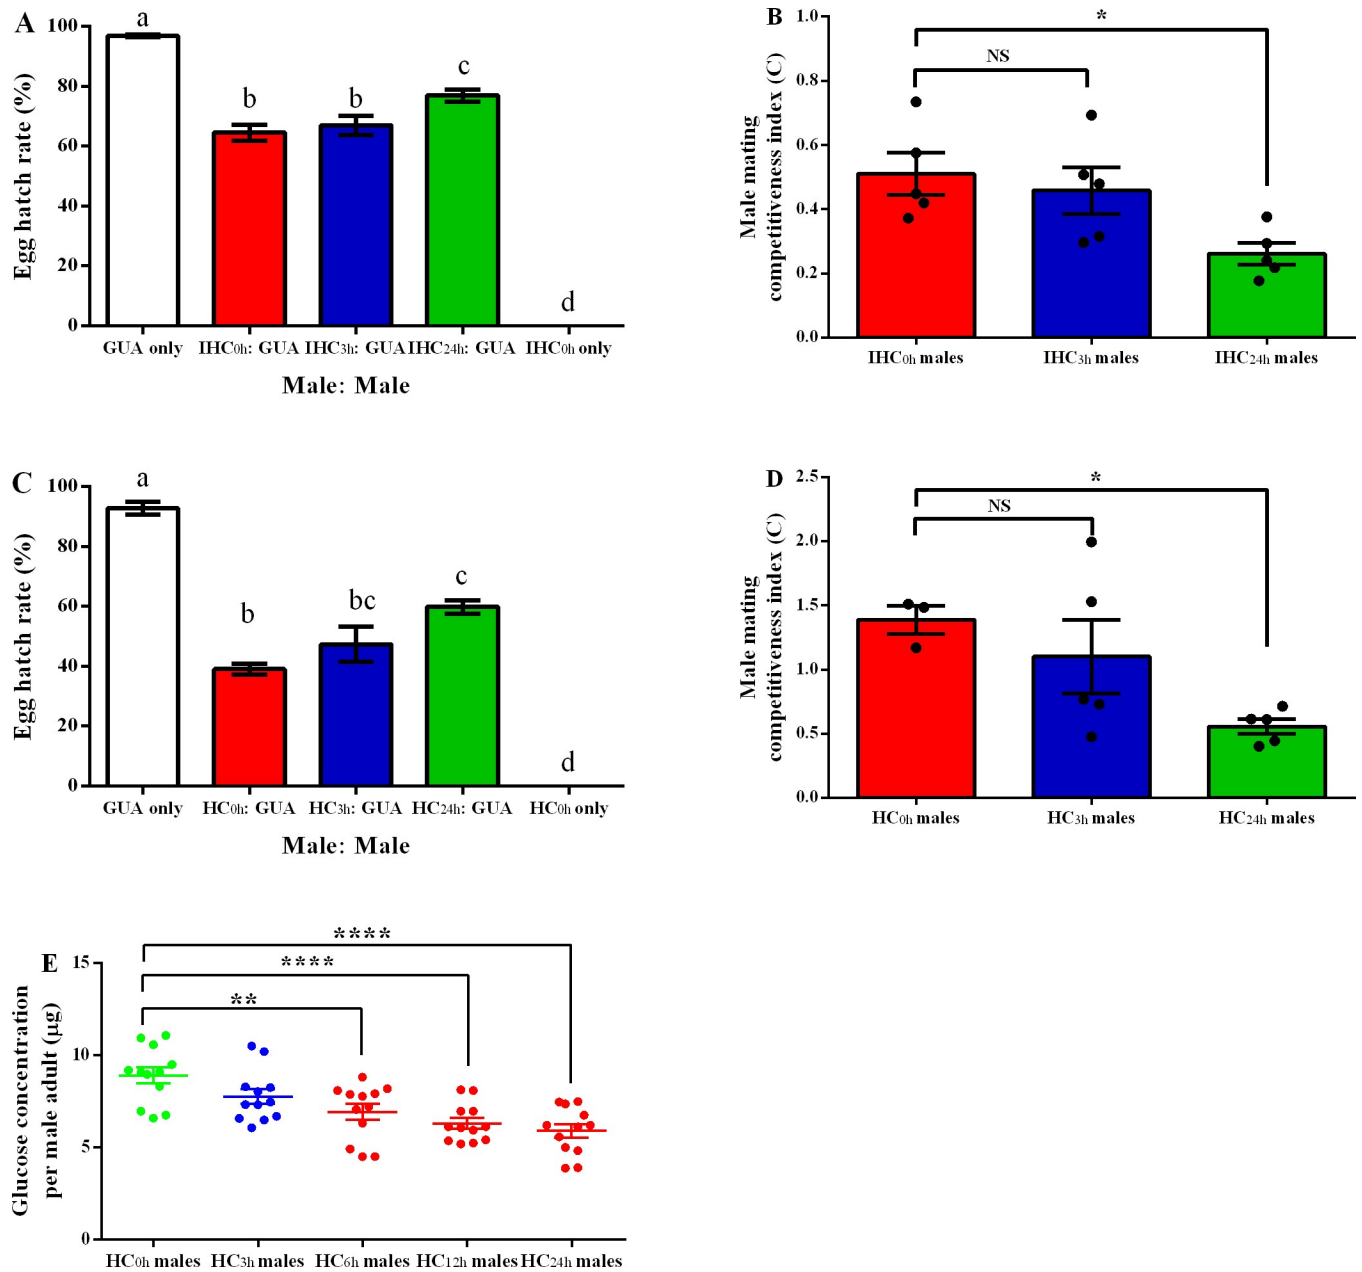 A
Egg hatch rate (%)
100
80
60
40
20
0
a
b
b
c
d
GUA only
IHC0h: GUA
IHC3h: GUA
IHC24h: GUA
IHC0h only
Male: Male
B
Male mating
competitiveness index (C)
1.0
0.8
0.6
0.4
0.2
0.0
*
NS
IHC0h males
IHC3h males
IHC24h males
C
Egg hatch rate (%)
100
80
60
40
20
0
a
b
bc
c
d
GUA only
HC0h: GUA
HC3h: GUA
HC24h: GUA
HC0h only
Male: Male
D
Male mating
competitiveness index (C)
2.5
2.0
1.5
1.0
0.5
0.0
*
NS
HC0h males
HC3h males
HC24h males
E
Glucose concentration
per male adult (µg)
15
10
5
0
****
****
**
HC0h males
HC3h males
HC6h males
HC12h males
HC24h males